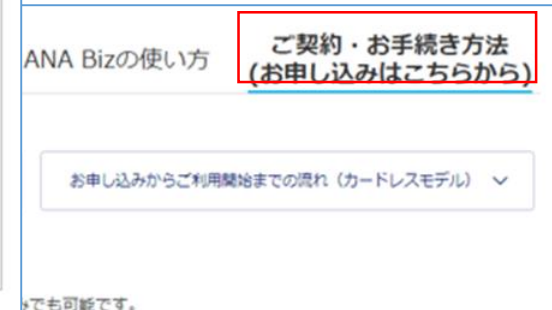 ANA Bizの使い方
ご契約・お手続き方法
(お申し込みはこちらから)
お申し込みからご利用開始までの流れ（カードレスモデル）
でも可能です。